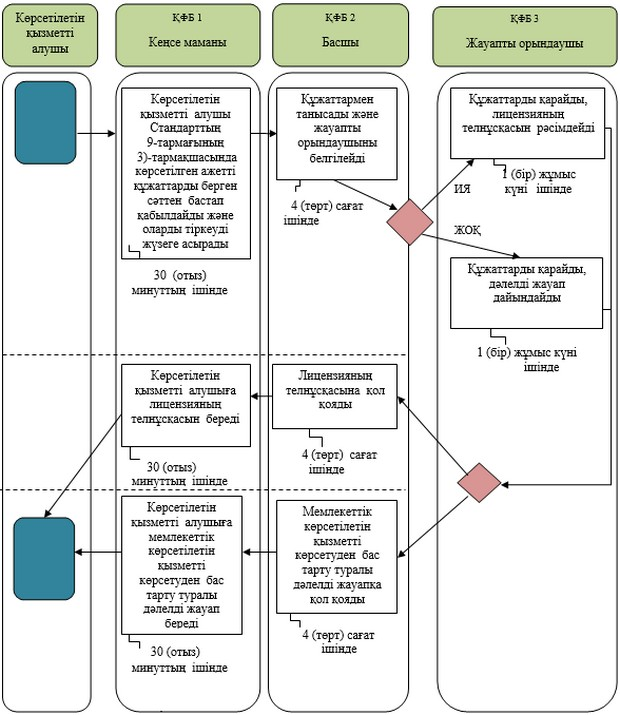 Көрсетілетін
қызметті
алушы
ҚФБ 1
Кеңсе маманы
ҚФБ 2
Басшы
ҚФБ 3
Жауапты орындаушы
Көрсетілетін
қызметті алушы
Стандарттың
9-тармағының
3)-тармақшасында
көрсетілген ажетті
құжаттарды берген
сәттен бастап
қабылдайды және
оларды тіркеуді
жүзеге асырады
30 (отыз)
минуттың ішінде
Құжаттармен
танысады және
жауапты
орындаушыны
белгілейді
4 (төрт) сағат
ішінде
Құжаттарды қарайды,
лицензияның
телнұсқасын рәсімдейді
1 (бір) жұмыс
күні ішінде
ИЯ
ЖОҚ
Құжаттарды қарайды,
дәлелді жауап
дайындайды
1 (бір) жұмыс күні
ішінде
Көрсетілетін
қызметті алушыға
лицензияның
телнұсқасын береді
30 (отыз)
минуттың ішінде
Лицензияның
телнұсқасына қол
қояды
4 (төрт) сағат
ішінде
Көрсетілетін
қызметті алушыға
мемлекеттік
көрсетілетін
қызметті
көрсетуден бас
тарту туралы
дәлелді жауап
береді
30 (отыз)
минуттың ішінде
Мемлекеттік
көрсетілетін
қызметті
көрсетуден бас
тарту туралы
дәлелді жауапқа
қол қояды
4 (төрт) сағат
ішінде